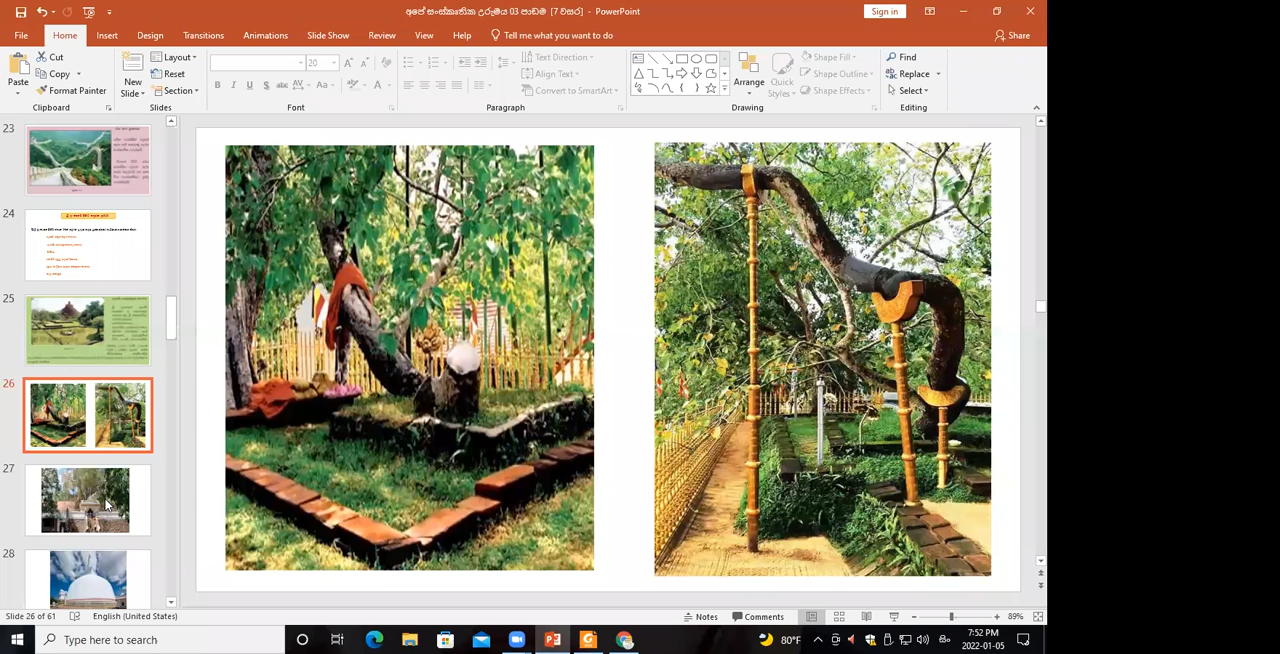 අපේ සංස්කෘතික උරුමය 03 පාඩම [7 වසර] - PowerPoint
Sign in
File Home Insert Design Transitions Animations Slide Show Review View Help Tell me what you want to do
Share
Paste
Cut
Copy
Format Painter
Clipboard
New Slide
Layout
Reset
Section
Slides
20
B I U S abc AV Aa A
Font
Text Direction
Align Text
Convert to SmartArt
Paragraph
Arrange
Quick Styles
Shape Fill
Shape Outline
Shape Effects
Drawing
Find
Replace
Select
Editing
23
24
25
26
27
28
Slide 26 of 61
English (United States)
Notes
Comments
89%
Type here to search
80°F
7:52 PM
2022-01-05